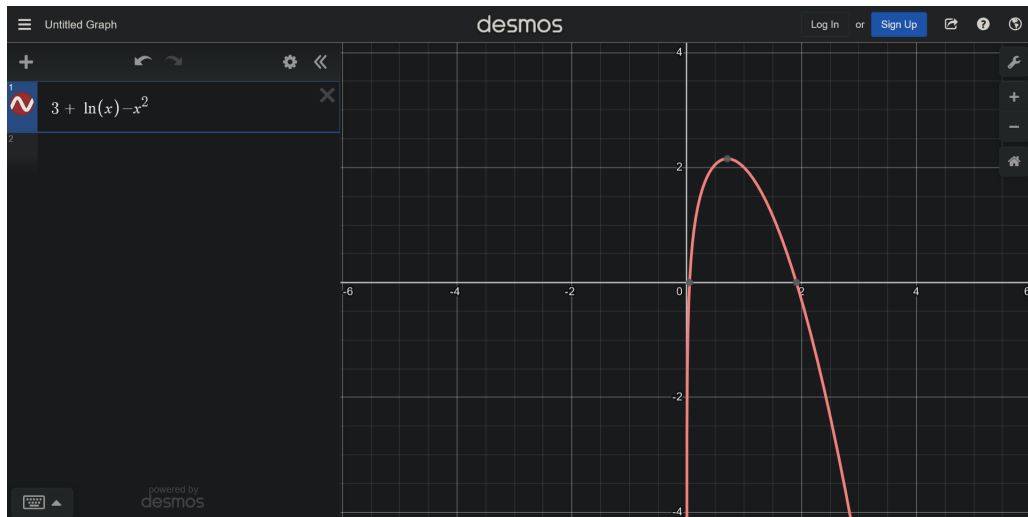 Untitled Graph
desmos
Log In or Sign Up
1
3 + ln(x) − x²
2
powered by
desmos
4
2
-6 -4 -2 0 2 4 6
-2
-4